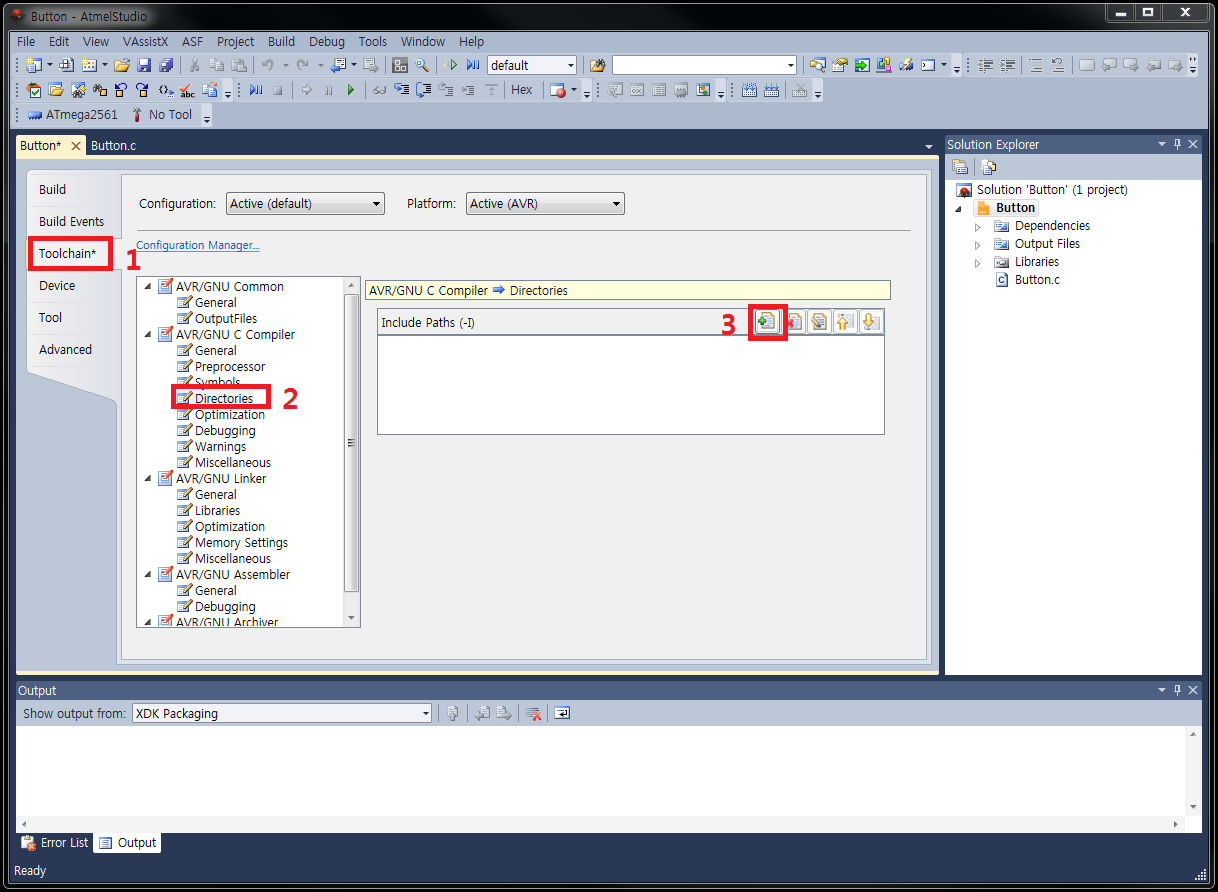 Button - AtmelStudio
File Edit View VAssistX ASF Project Build Debug Tools Window Help
default
abc Hex
ATmega2561 No Tool
Button* Button.c
Solution Explorer
Build
Build Events
Toolchain*
Device
Tool
Advanced
Configuration: Active (default) Platform: Active (AVR)
Configuration Manager...
1
AVR/GNU Common
General
OutputFiles
AVR/GNU C Compiler
General
Preprocessor
Symbols
Directories
2
Optimization
Debugging
Warnings
Miscellaneous
AVR/GNU Linker
General
Libraries
Optimization
Memory Settings
Miscellaneous
AVR/GNU Assembler
General
Debugging
AVR/GNU Archiver
AVR/GNU C Compiler Directories
Include Paths (-I)
3
Solution 'Button' (1 project)
Button
Dependencies
Output Files
Libraries
Button.c
Output
Show output from: XDK Packaging
Error List Output
Ready